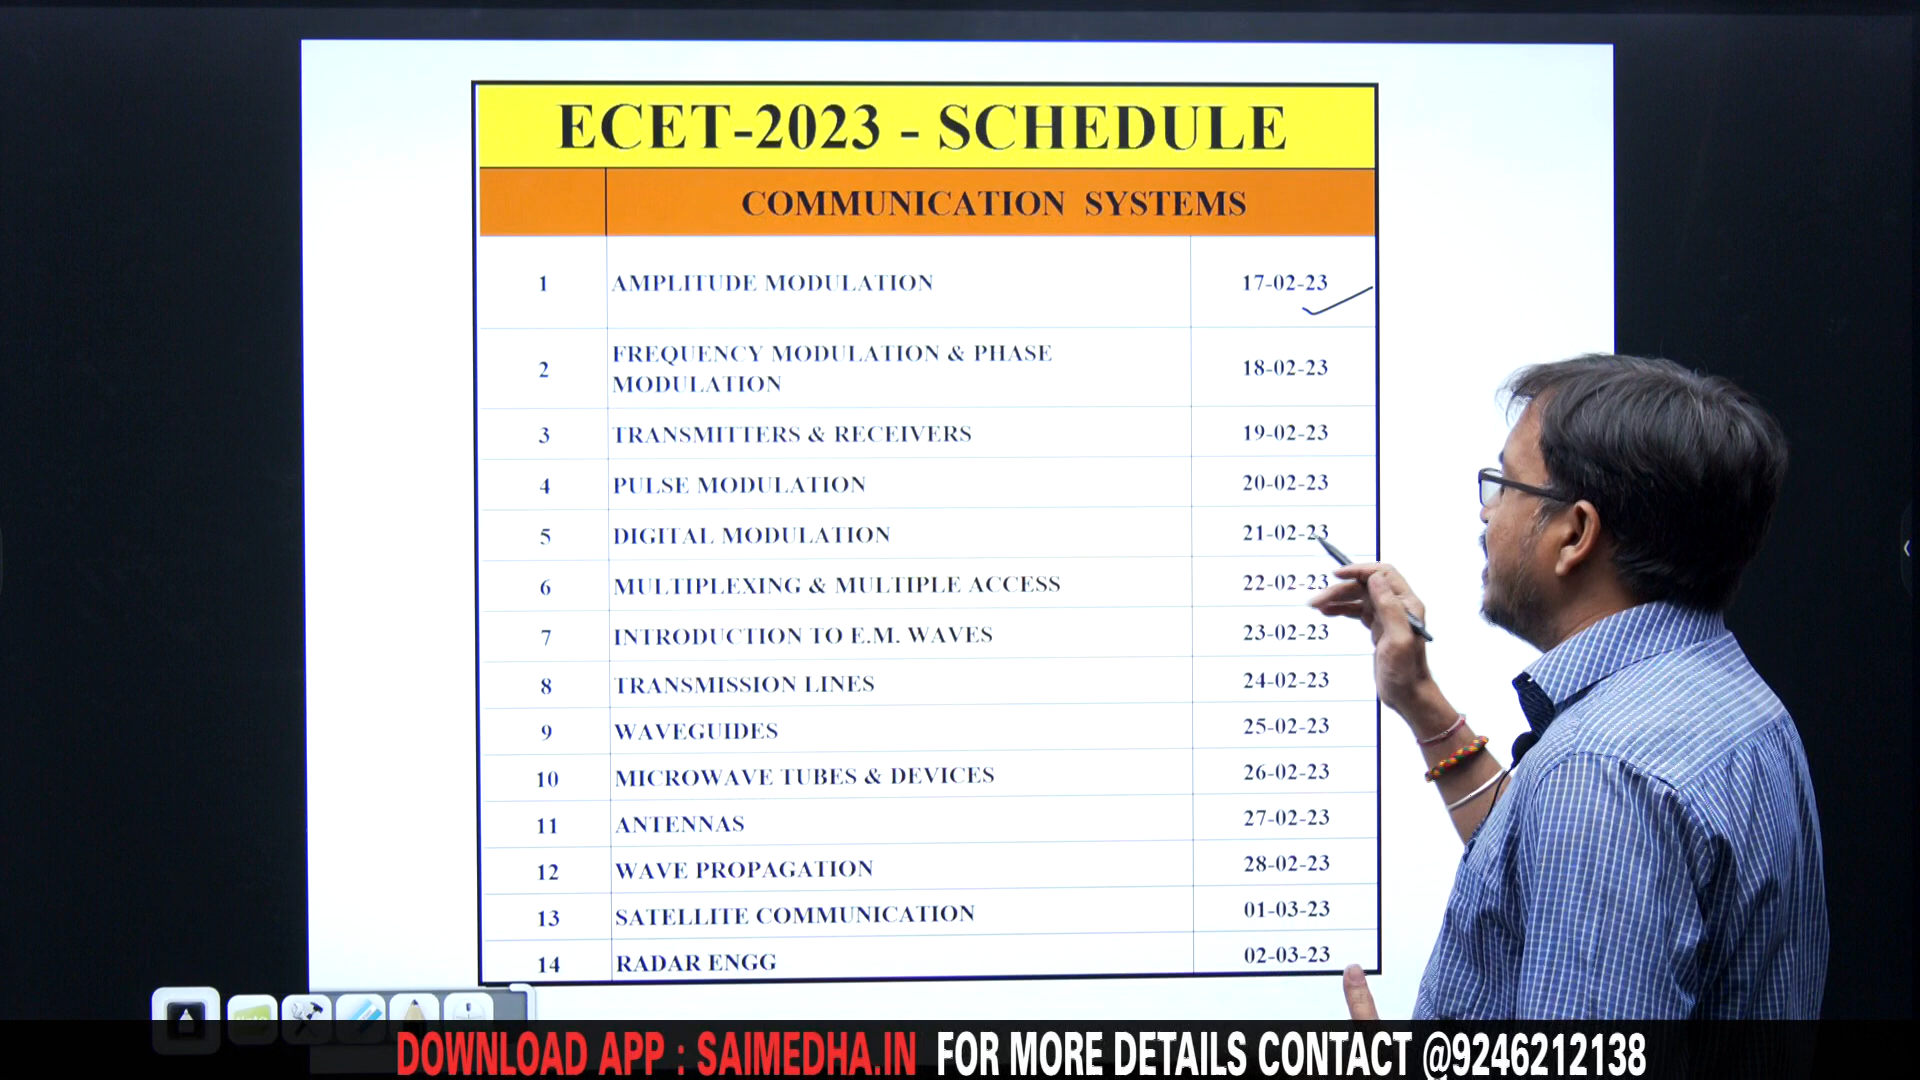 ECET-2023 - SCHEDULE
COMMUNICATION SYSTEMS
1 AMPLITUDE MODULATION 17-02-23
2 FREQUENCY MODULATION & PHASE MODULATION 18-02-23
3 TRANSMITTERS & RECEIVERS 19-02-23
4 PULSE MODULATION 20-02-23
5 DIGITAL MODULATION 21-02-23
6 MULTIPLEXING & MULTIPLE ACCESS 22-02-23
7 INTRODUCTION TO E.M. WAVES 23-02-23
8 TRANSMISSION LINES 24-02-23
9 WAVEGUIDES 25-02-23
10 MICROWAVE TUBES & DEVICES 26-02-23
11 ANTENNAS 27-02-23
12 WAVE PROPAGATION 28-02-23
13 SATELLITE COMMUNICATION 01-03-23
14 RADAR ENGG 02-03-23
DOWNLOAD APP : SAIMEDHA.IN FOR MORE DETAILS CONTACT @9246212138